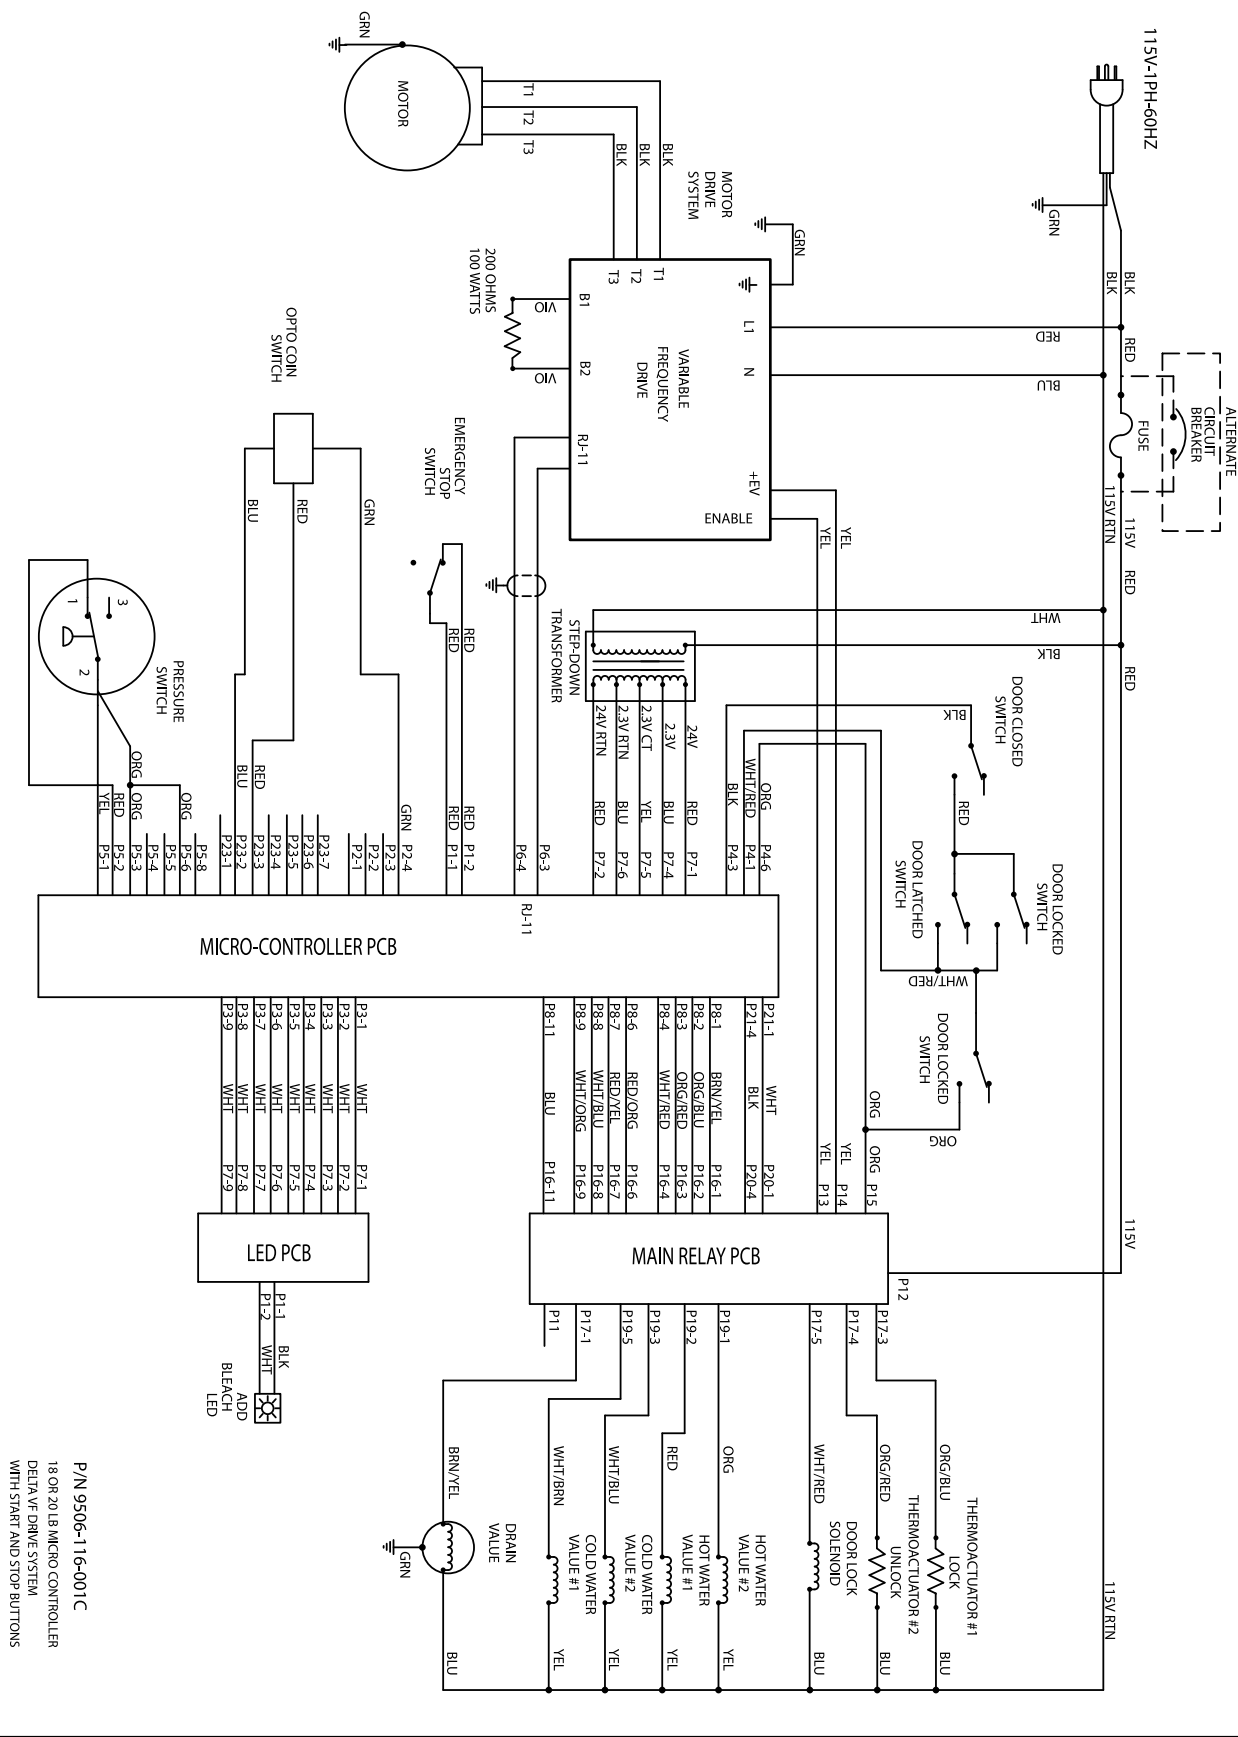 115V-1PH-60HZ
GRN
BLK
BLK
RED
RED
BLU
ALTERNATE
CIRCUIT
BREAKER
FUSE
115V
115V RTN
RED
WHT
BLK
RED
115V
115V RTN
GRN
MOTOR
T1
T2
T3
BLK
BLK
BLK
MOTOR
DRIVE
SYSTEM
GRN
T1
T2
T3
L1
N
B1
B2
VARIABLE
FREQUENCY
DRIVE
RJ-11
+EV
ENABLE
VIO
VIO
200 OHMS
100 WATTS
YEL
YEL
OPTO COIN
SWITCH
GRN
RED
BLU
EMERGENCY
STOP
SWITCH
RED
RED
STEP-DOWN
TRANSFORMER
24V
2.3V
2.3V CT
2.3V RTN
24V RTN
RED
BLU
YEL
BLU
RED
P7-1
P7-4
P7-5
P7-6
P7-2
PRESSURE
SWITCH
1
2
3
ORG
ORG
ORG
RED
YEL
BLU
RED
GRN
RED
RED
BLK
WHT/RED
ORG
P5-1
P5-2
P5-3
P5-4
P5-5
P5-6
P5-8
P23-1
P23-2
P23-3
P23-4
P23-5
P23-6
P23-7
P2-1
P2-2
P2-3
P2-4
P1-1
P1-2
P6-4
P6-3
P4-3
P4-1
P4-6
DOOR CLOSED
SWITCH
BLK
RED
DOOR LATCHED
SWITCH
DOOR LOCKED
SWITCH
WHT/RED
DOOR LOCKED
SWITCH
ORG
ORG
ORG
MICRO-CONTROLLER PCB
RJ-11
P3-9
P3-8
P3-7
P3-6
P3-5
P3-4
P3-3
P3-2
P3-1
WHT
WHT
WHT
WHT
WHT
WHT
WHT
WHT
WHT
P7-9
P7-8
P7-7
P7-6
P7-5
P7-4
P7-3
P7-2
P7-1
P8-11
P8-9
P8-8
P8-7
P8-6
P8-4
P8-3
P8-2
P8-1
P21-4
P21-1
BLU
WHT/ORG
WHT/BLU
RED/YEL
RED/ORG
WHT/RED
ORG/RED
ORG/BLU
BRN/YEL
BLK
WHT
P16-11
P16-9
P16-8
P16-7
P16-6
P16-4
P16-3
P16-2
P16-1
P20-4
P20-1
YEL
YEL
P13
P14
P15
LED PCB
MAIN RELAY PCB
P12
P1-1
P1-2
BLK
WHT
ADD
BLEACH
LED
P11
P17-1
P19-5
P19-3
P19-2
P19-1
P17-5
P17-4
P17-3
BRN/YEL
WHT/BRN
WHT/BLU
RED
ORG
WHT/RED
ORG/RED
ORG/BLU
DRAIN
VALUE
GRN
COLD WATER
VALUE #1
COLD WATER
VALUE #2
HOT WATER
VALUE #1
HOT WATER
VALUE #2
DOOR LOCK
SOLENOID
THERMOACTUATOR #2
UNLOCK
THERMOACTUATOR #1
LOCK
BLU
YEL
YEL
YEL
YEL
BLU
BLU
BLU
P/N 9506-116-001C
18 OR 20 LB MICRO CONTROLLER
DELTA VF DRIVE SYSTEM
WITH START AND STOP BUTTONS